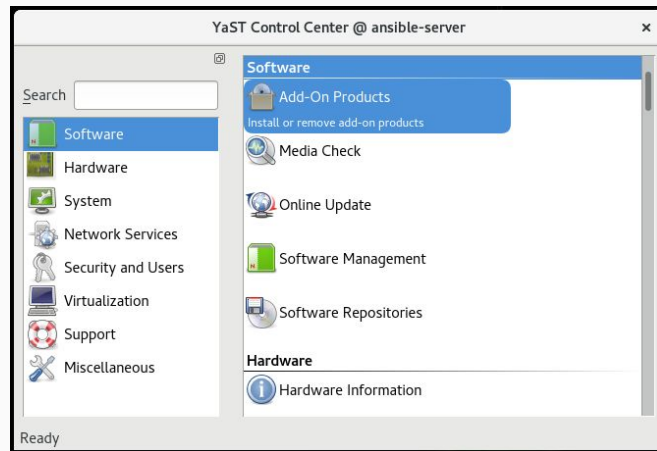 YaST Control Center @ ansible-server
Search
Software
Hardware
System
Network Services
Security and Users
Virtualization
Support
Miscellaneous
Software
Add-On Products
Install or remove add-on products
Media Check
Online Update
Software Management
Software Repositories
Hardware
Hardware Information
Ready